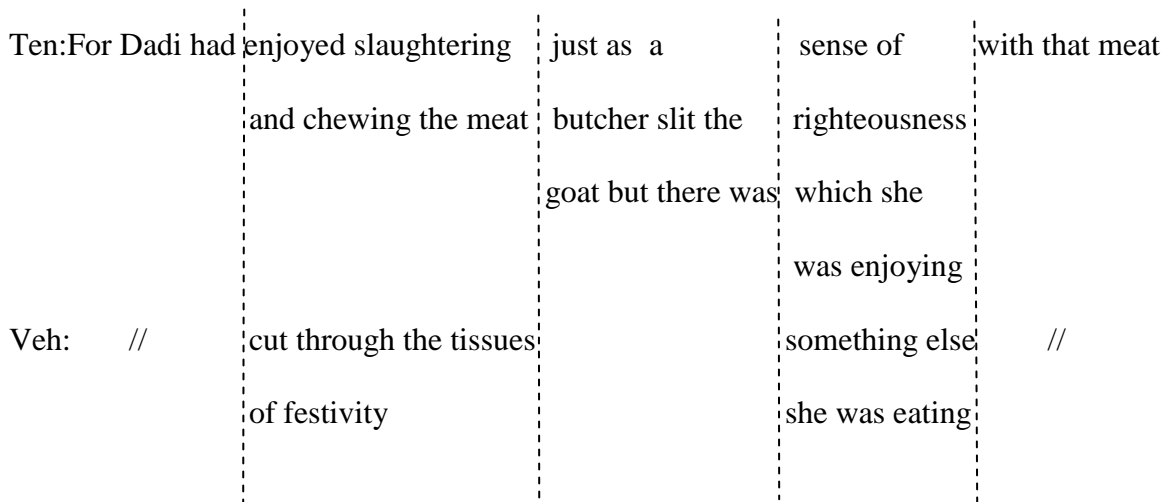 Ten:For Dadi had enjoyed slaughtering just as a sense of with that meat
and chewing the meat butcher slit the righteousness
goat but there was which she
was enjoying
Veh: // cut through the tissues something else //
of festivity she was eating